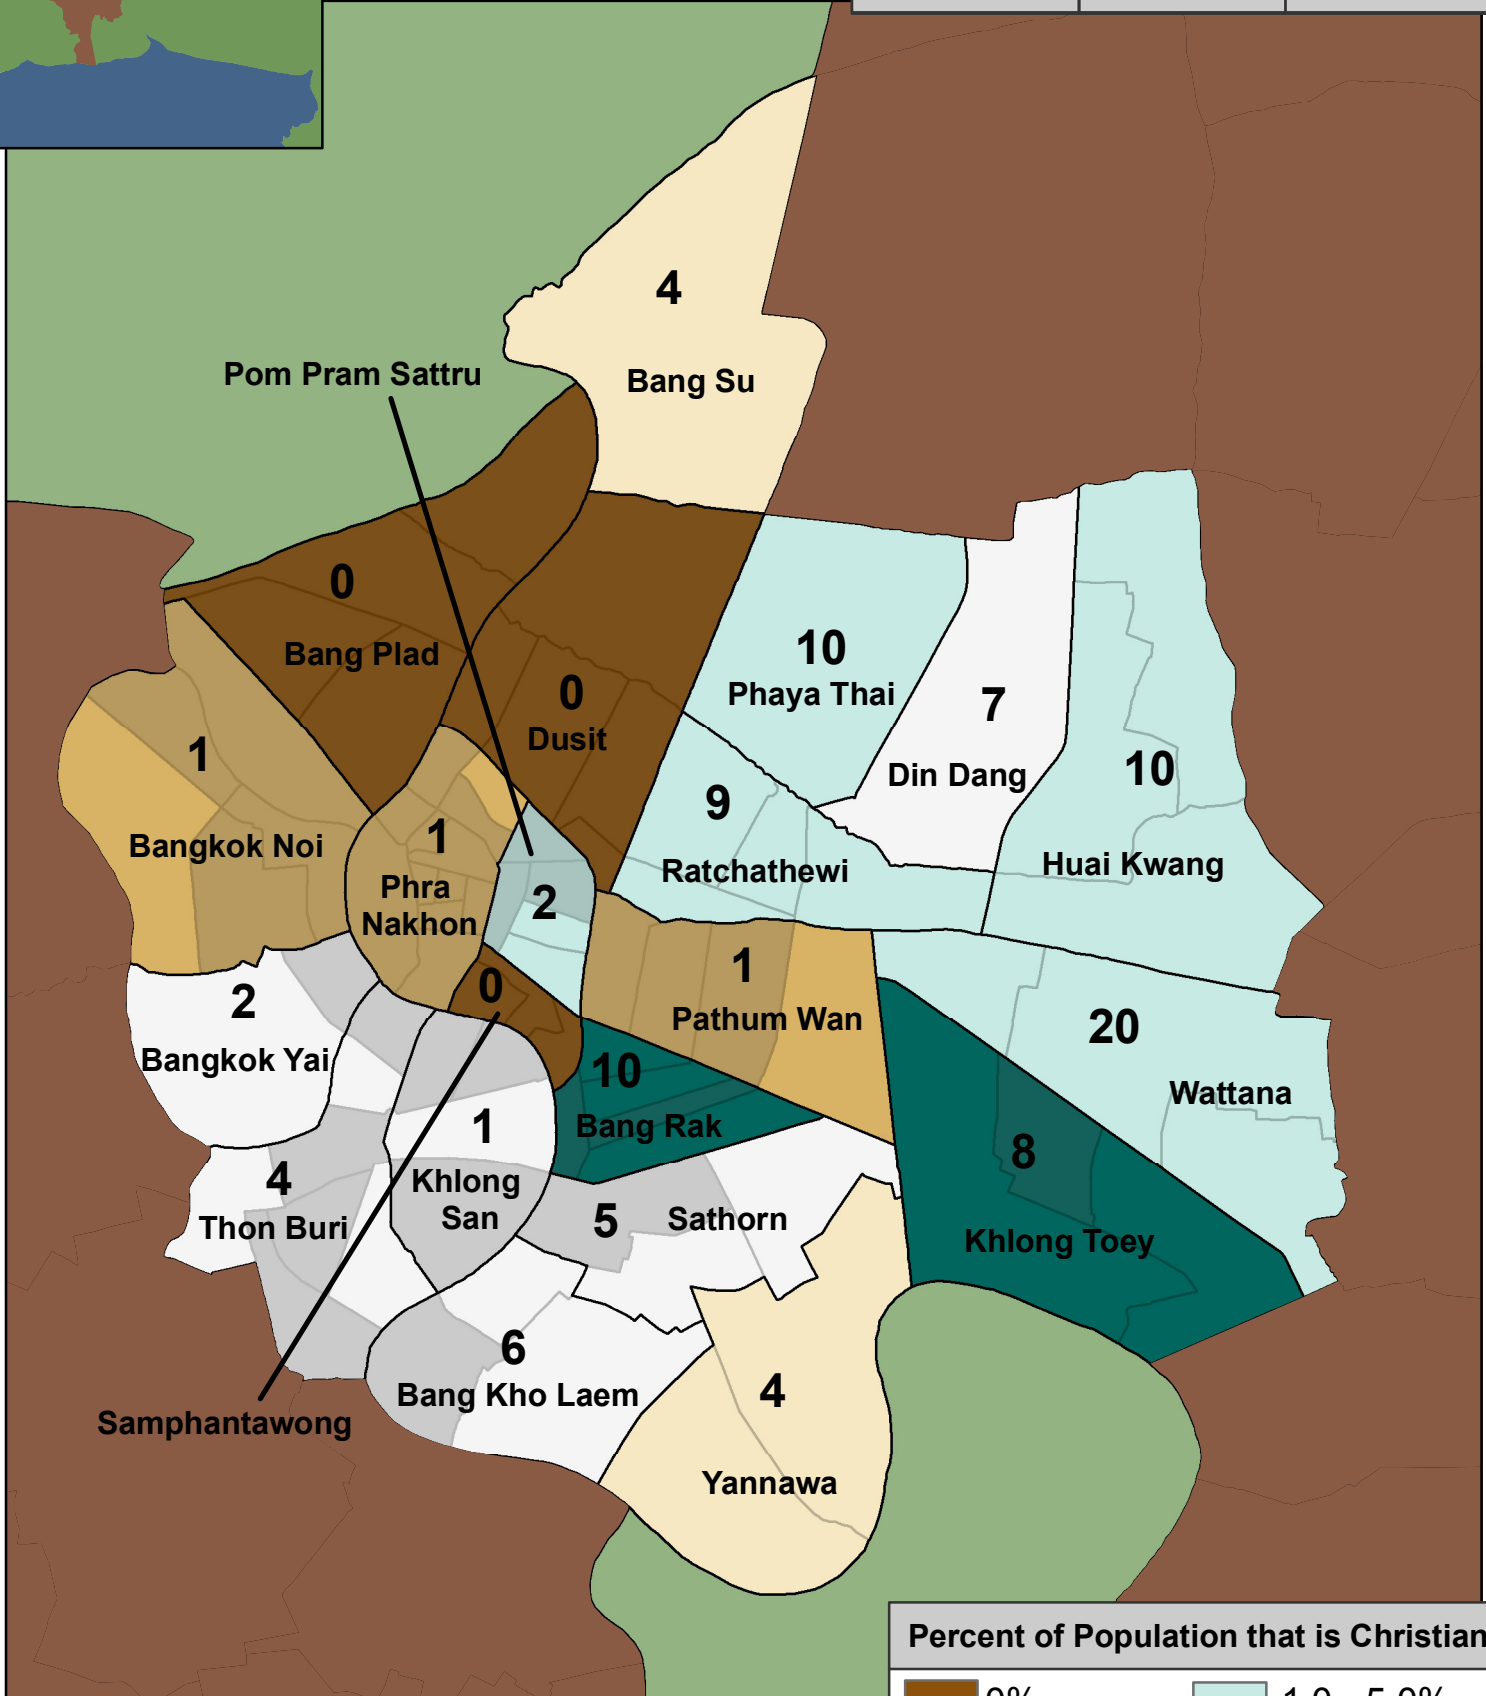 4
Bang Su
Pom Pram Sattru
0
Bang Plad
0
Dusit
10
Phaya Thai
7
Din Dang
10
Huai Kwang
9
Ratchathewi
1
Bangkok Noi
1
Phra
Nakhon
2
0
1
Pathum Wan
2
Bangkok Yai
20
Wattana
10
Bang Rak
8
Khlong Toey
1
Khlong
San
4
Thon Buri
5
Sathorn
6
Bang Kho Laem
4
Yannawa
Samphantawong
Percent of Population that is Christian